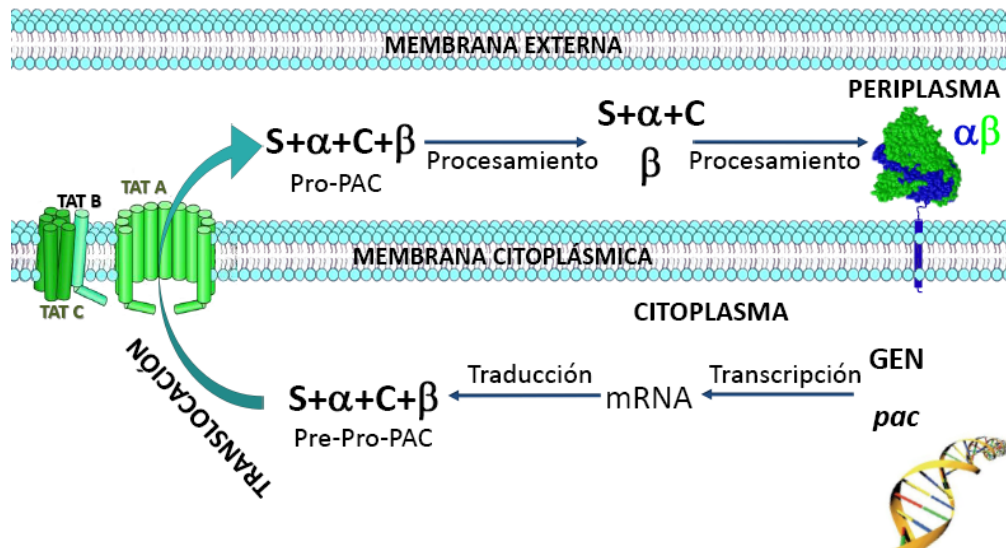 MEMBRANA EXTERNA
PERIPLASMA
S+α+C+β
Pro-PAC
Procesamiento
S+α+C
β
Procesamiento
αβ
TAT B
TAT A
TAT C
MEMBRANA CITOPLÁSMICA
CITOPLASMA
TRANSLOCACIÓN
S+α+C+β
Pre-Pro-PAC
Traducción
mRNA
Transcripción
GEN
pac